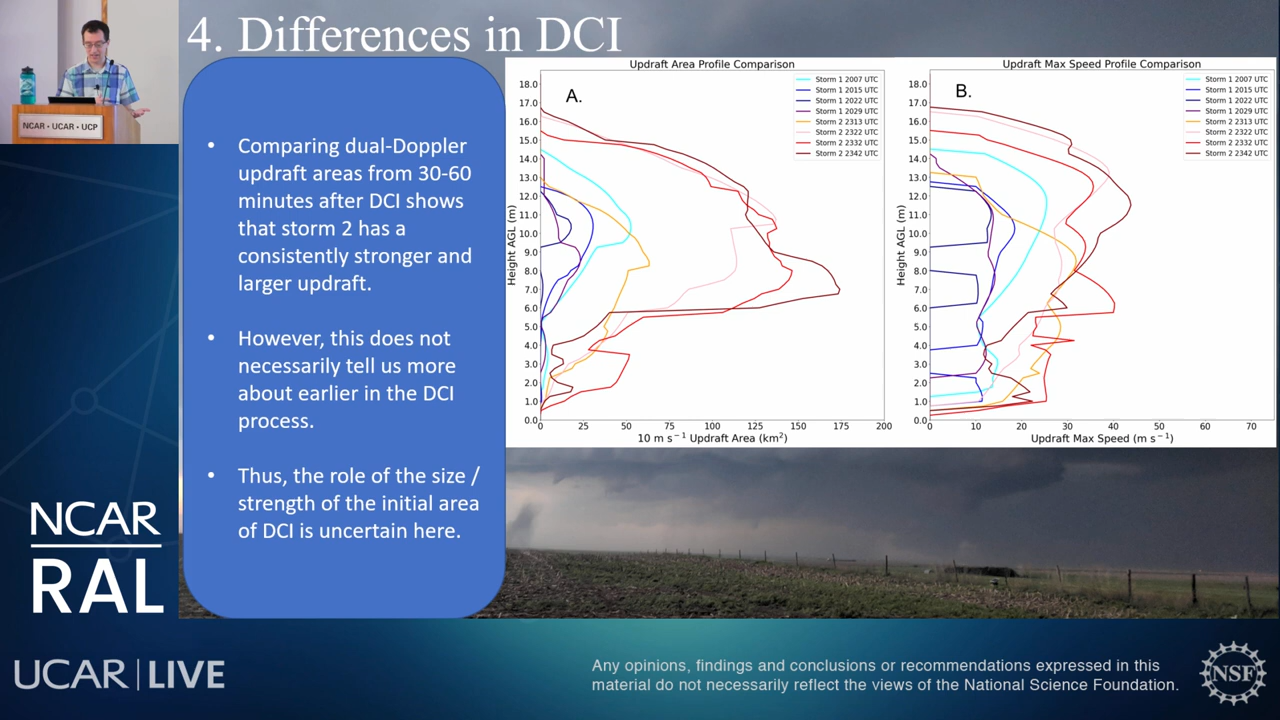 4. Differences in DCI
NCAR • UCAR • UCP
• Comparing dual-Doppler
updraft areas from 30-60
minutes after DCI shows
that storm 2 has a
consistently stronger and
larger updraft.
• However, this does not
necessarily tell us more
about earlier in the DCI
process.
• Thus, the role of the size /
strength of the initial area
of DCI is uncertain here.
Updraft Area Profile Comparison
A.
Storm 1 2007 UTC
Storm 1 2015 UTC
Storm 1 2022 UTC
Storm 1 2029 UTC
Storm 2 2313 UTC
Storm 2 2322 UTC
Storm 2 2332 UTC
Storm 2 2342 UTC
Height AGL (m)
18.0
17.0
16.0
15.0
14.0
13.0
12.0
11.0
10.0
9.0
8.0
7.0
6.0
5.0
4.0
3.0
2.0
1.0
0.0
0 25 50 75 100 125 150 175 200
10 m s⁻¹ Updraft Area (km²)
Updraft Max Speed Profile Comparison
B.
Storm 1 2007 UTC
Storm 1 2015 UTC
Storm 1 2022 UTC
Storm 1 2029 UTC
Storm 2 2313 UTC
Storm 2 2322 UTC
Storm 2 2332 UTC
Storm 2 2342 UTC
Height AGL (m)
18.0
17.0
16.0
15.0
14.0
13.0
12.0
11.0
10.0
9.0
8.0
7.0
6.0
5.0
4.0
3.0
2.0
1.0
0.0
0 10 20 30 40 50 60 70
Updraft Max Speed (m s⁻¹)
NCAR
RAL
UCAR | LIVE
Any opinions, findings and conclusions or recommendations expressed in this
material do not necessarily reflect the views of the National Science Foundation.
NSF